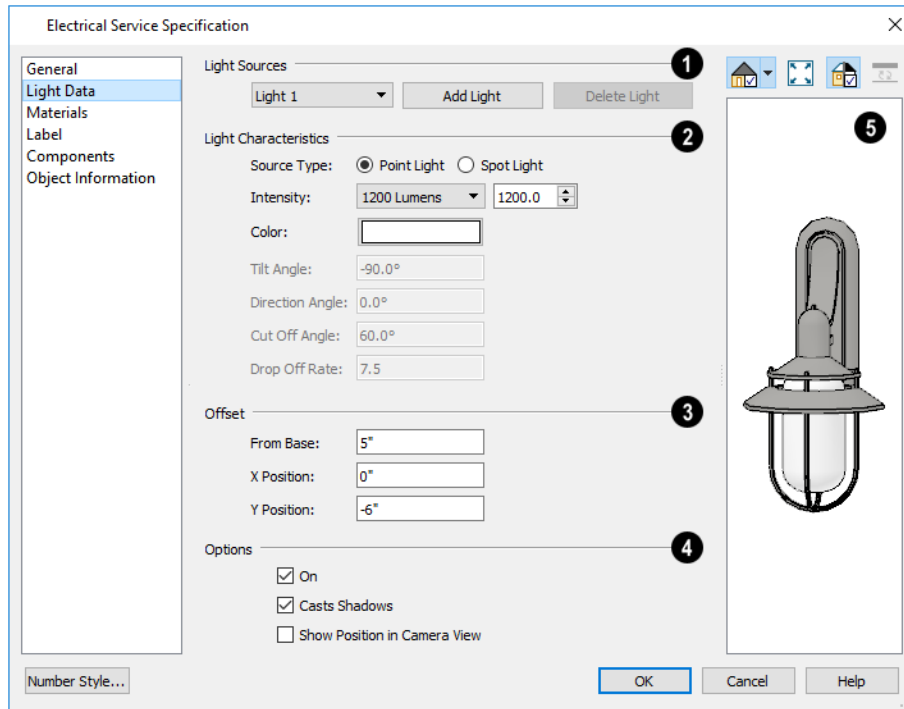 Electrical Service Specification
General
Light Data
Materials
Label
Components
Object Information
Light Sources 1
Light 1 Add Light Delete Light
Light Characteristics 2
Source Type: Point Light Spot Light
Intensity: 1200 Lumens 1200.0
Color:
Tilt Angle: -90.0°
Direction Angle: 0.0°
Cut Off Angle: 60.0°
Drop Off Rate: 7.5
Offset 3
From Base: 5"
X Position: 0"
Y Position: -6"
Options 4
On
Casts Shadows
Show Position in Camera View
5
Number Style... OK Cancel Help